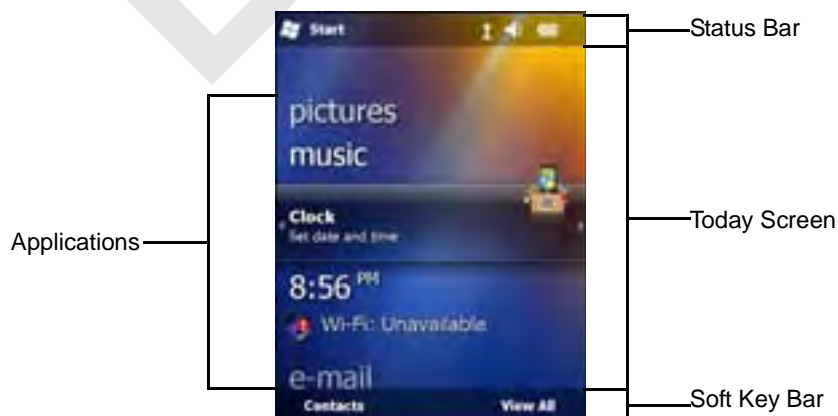 Start
Status Bar
pictures
music
Clock
Set date and time
Applications
Today Screen
8:56 PM
Wi-Fi: Unavailable
e-mail
Contacts View All
Soft Key Bar